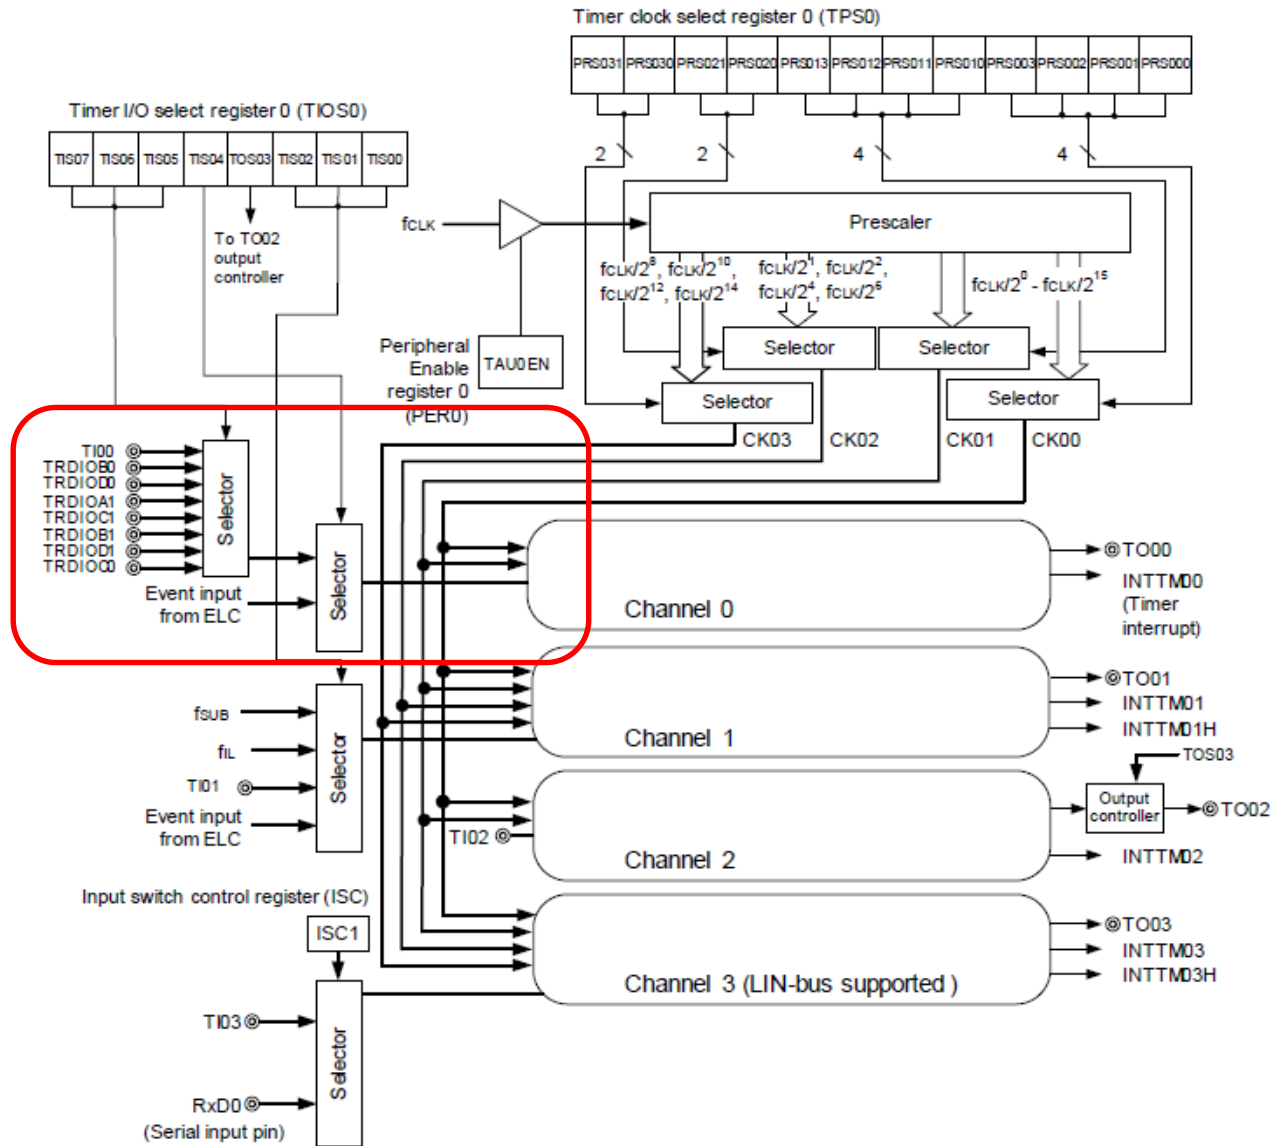 Timer clock select register 0 (TPS0)
PRS031 PRS030 PRS021 PRS020 PRS013 PRS012 PRS011 PRS010 PRS003 PRS002 PRS001 PRS000
Timer I/O select register 0 (TIOS0)
TIS07 TIS06 TIS05 TIS04 TOS03 TIS02 TIS01 TIS00
2 2 4 4
To TO02
output
controller
fCLK
Prescaler
fCLK/2^8, fCLK/2^10,
fCLK/2^12, fCLK/2^14
fCLK/2^1, fCLK/2^2,
fCLK/2^4, fCLK/2^6
fCLK/2^0 - fCLK/2^15
Peripheral
Enable
register 0
(PER0)
TAU0EN
Selector
Selector
Selector
Selector
CK03
CK02
CK01
CK00
TI00
TRDIOB0
TRDIOD0
TRDIOA1
TRDIOC1
TRDIOB1
TRDIOD1
TRDIOC0
Selector
Event input
from ELC
Selector
Channel 0
TO00
INTTM00
(Timer
interrupt)
fSUB
fIL
TI01
Event input
from ELC
Selector
Channel 1
TO01
INTTM01
INTTM01H
TI02
Channel 2
TOS03
Output
controller
TO02
INTTM02
Input switch control register (ISC)
ISC1
TI03
RxD0
(Serial input pin)
Selector
Channel 3 (LIN-bus supported )
TO03
INTTM03
INTTM03H